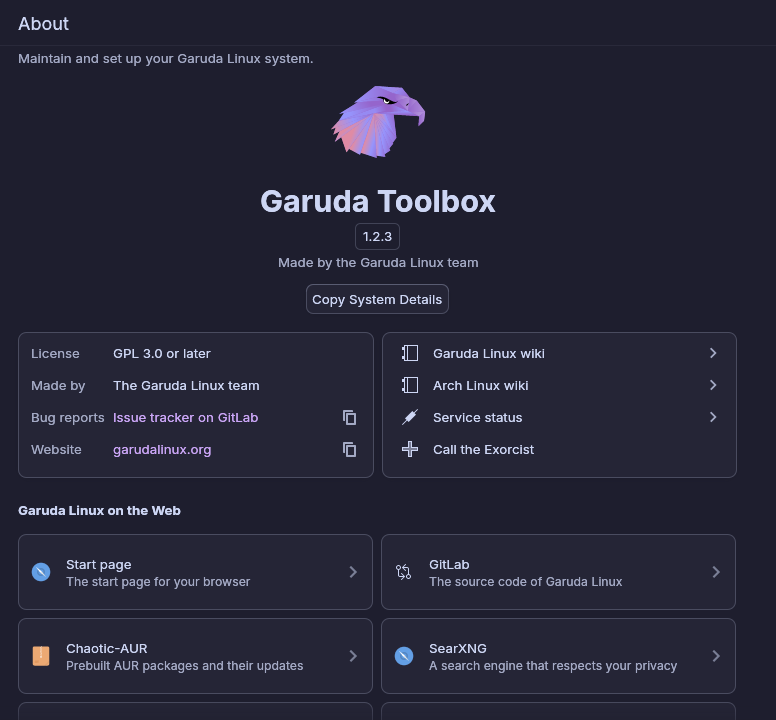 About
Maintain and set up your Garuda Linux system.
Garuda Toolbox
1.2.3
Made by the Garuda Linux team
Copy System Details
License GPL 3.0 or later
Made by The Garuda Linux team
Bug reports Issue tracker on GitLab
Website garudalinux.org
Garuda Linux wiki
Arch Linux wiki
Service status
Call the Exorcist
Garuda Linux on the Web
Start page
The start page for your browser
GitLab
The source code of Garuda Linux
Chaotic-AUR
Prebuilt AUR packages and their updates
SearXNG
A search engine that respects your privacy